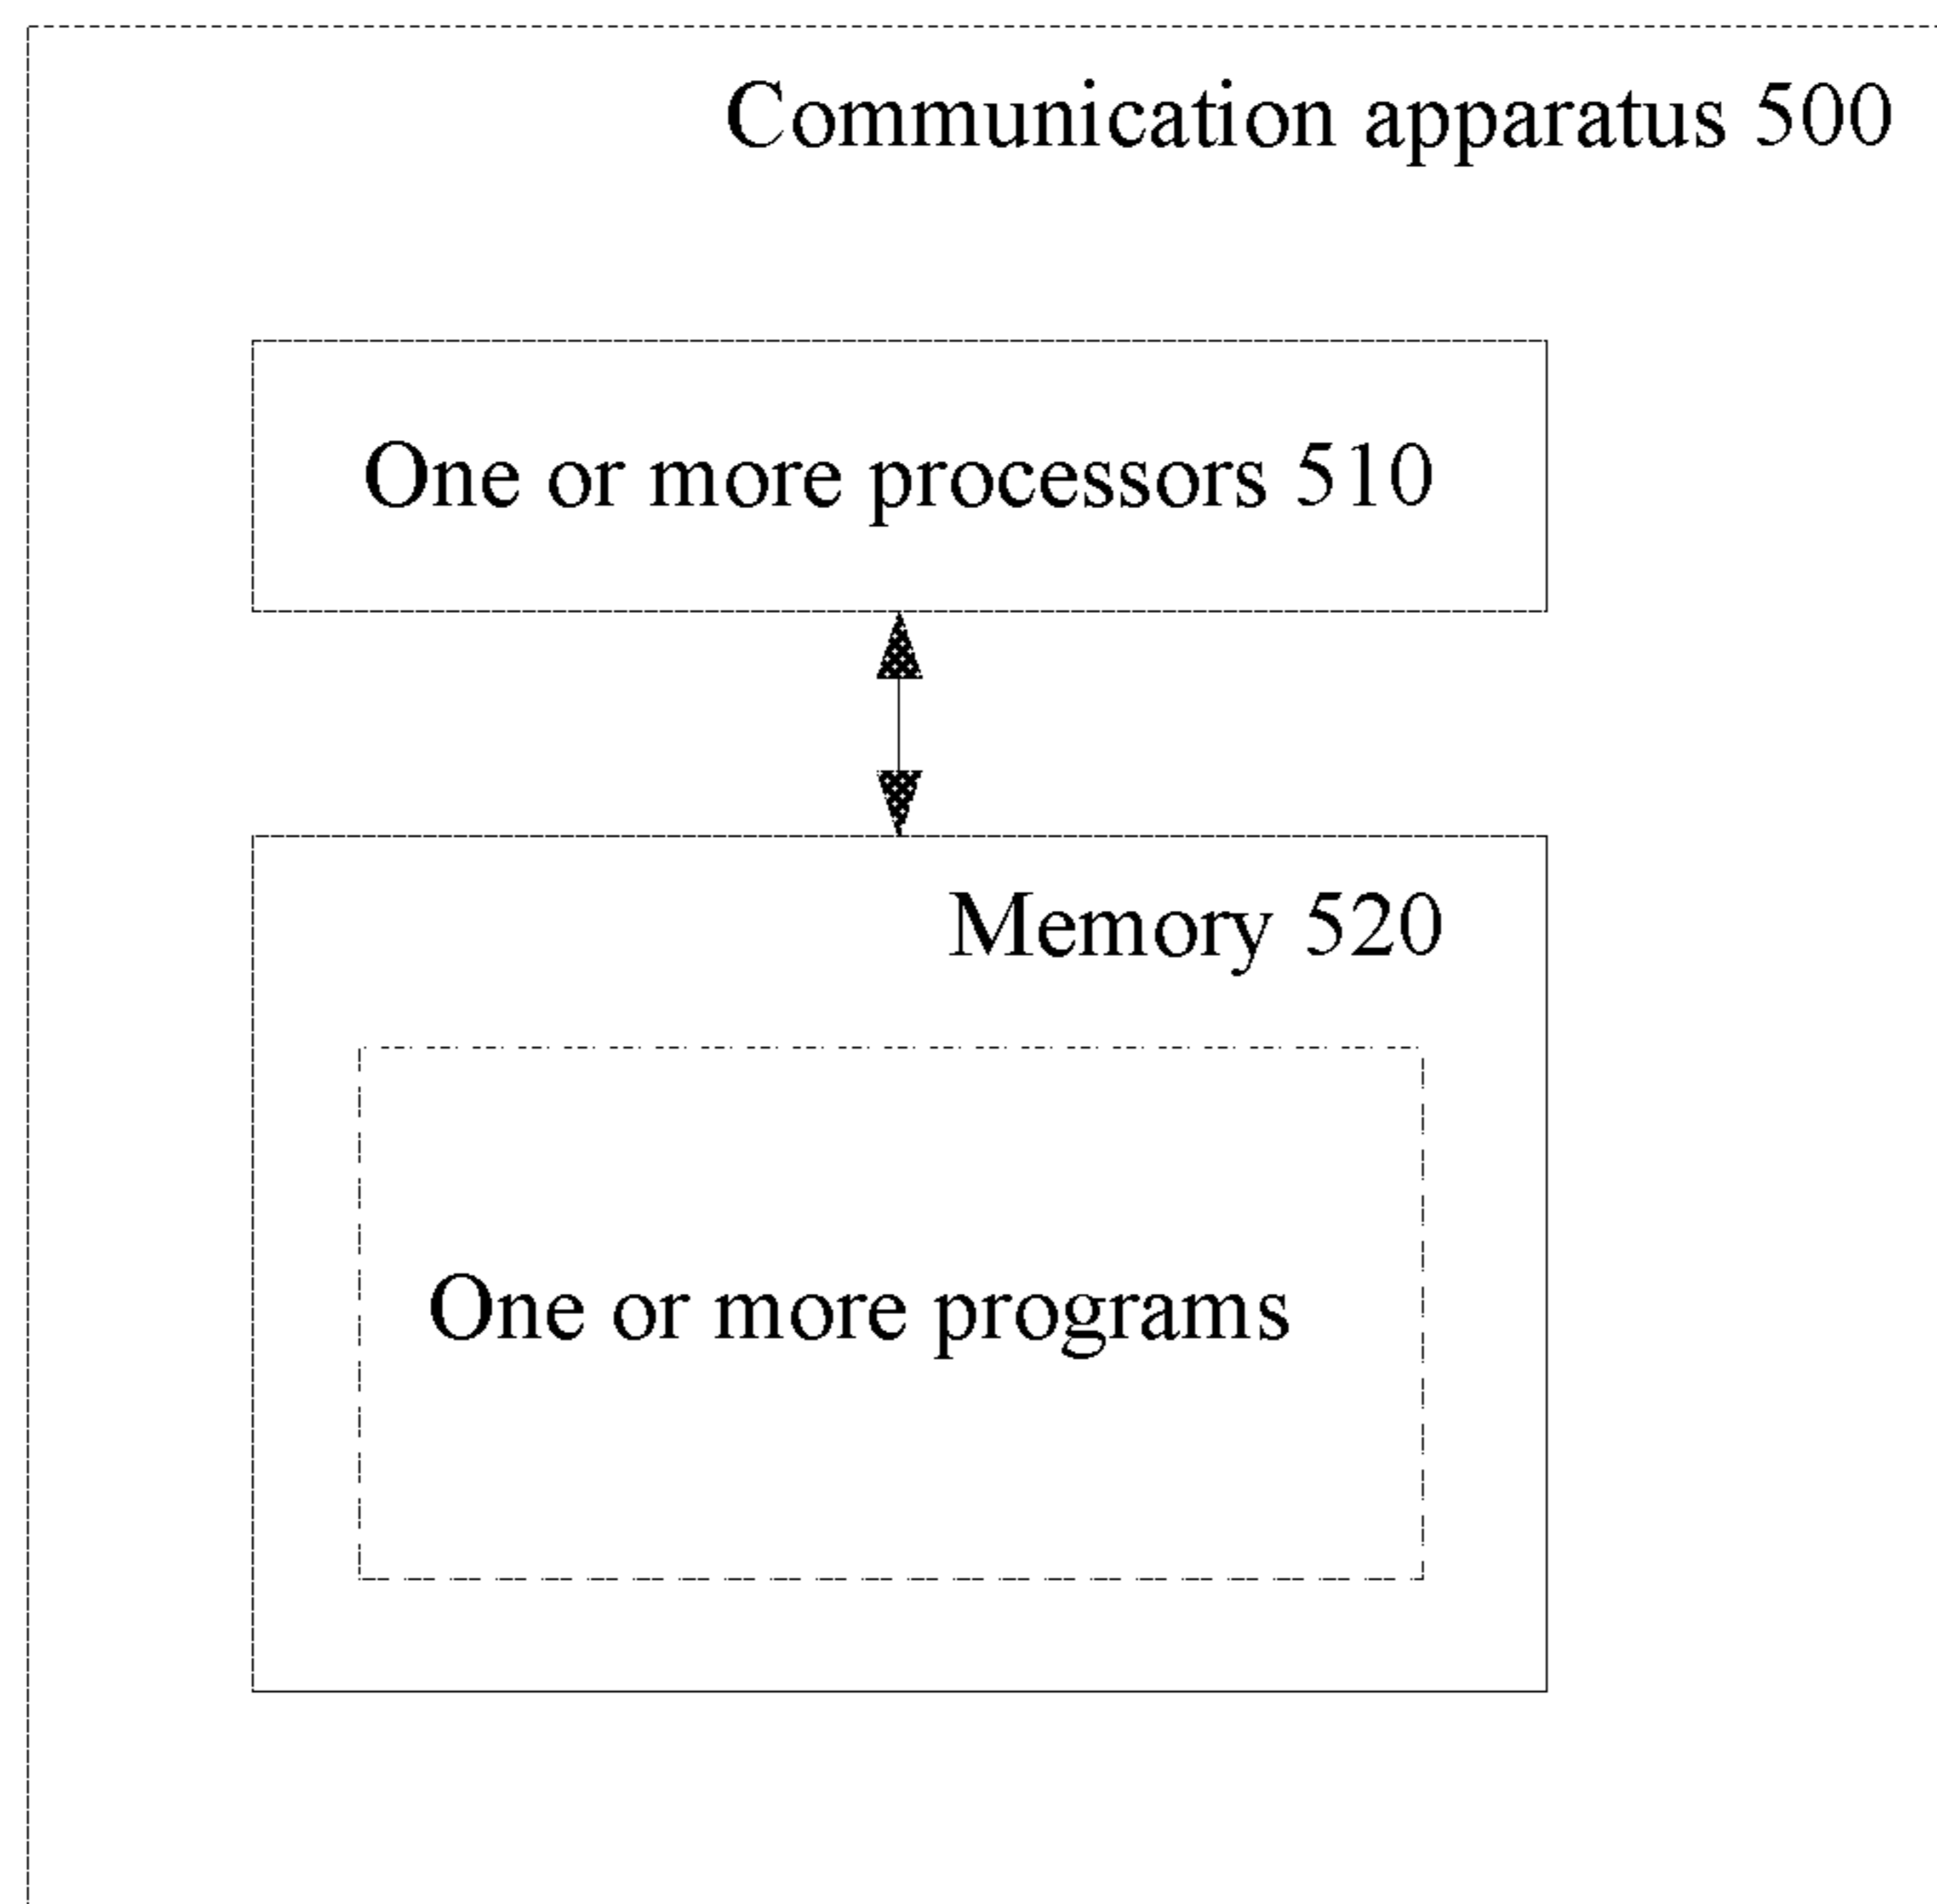 Communication apparatus 500
One or more processors 510
Memory 520
One or more programs